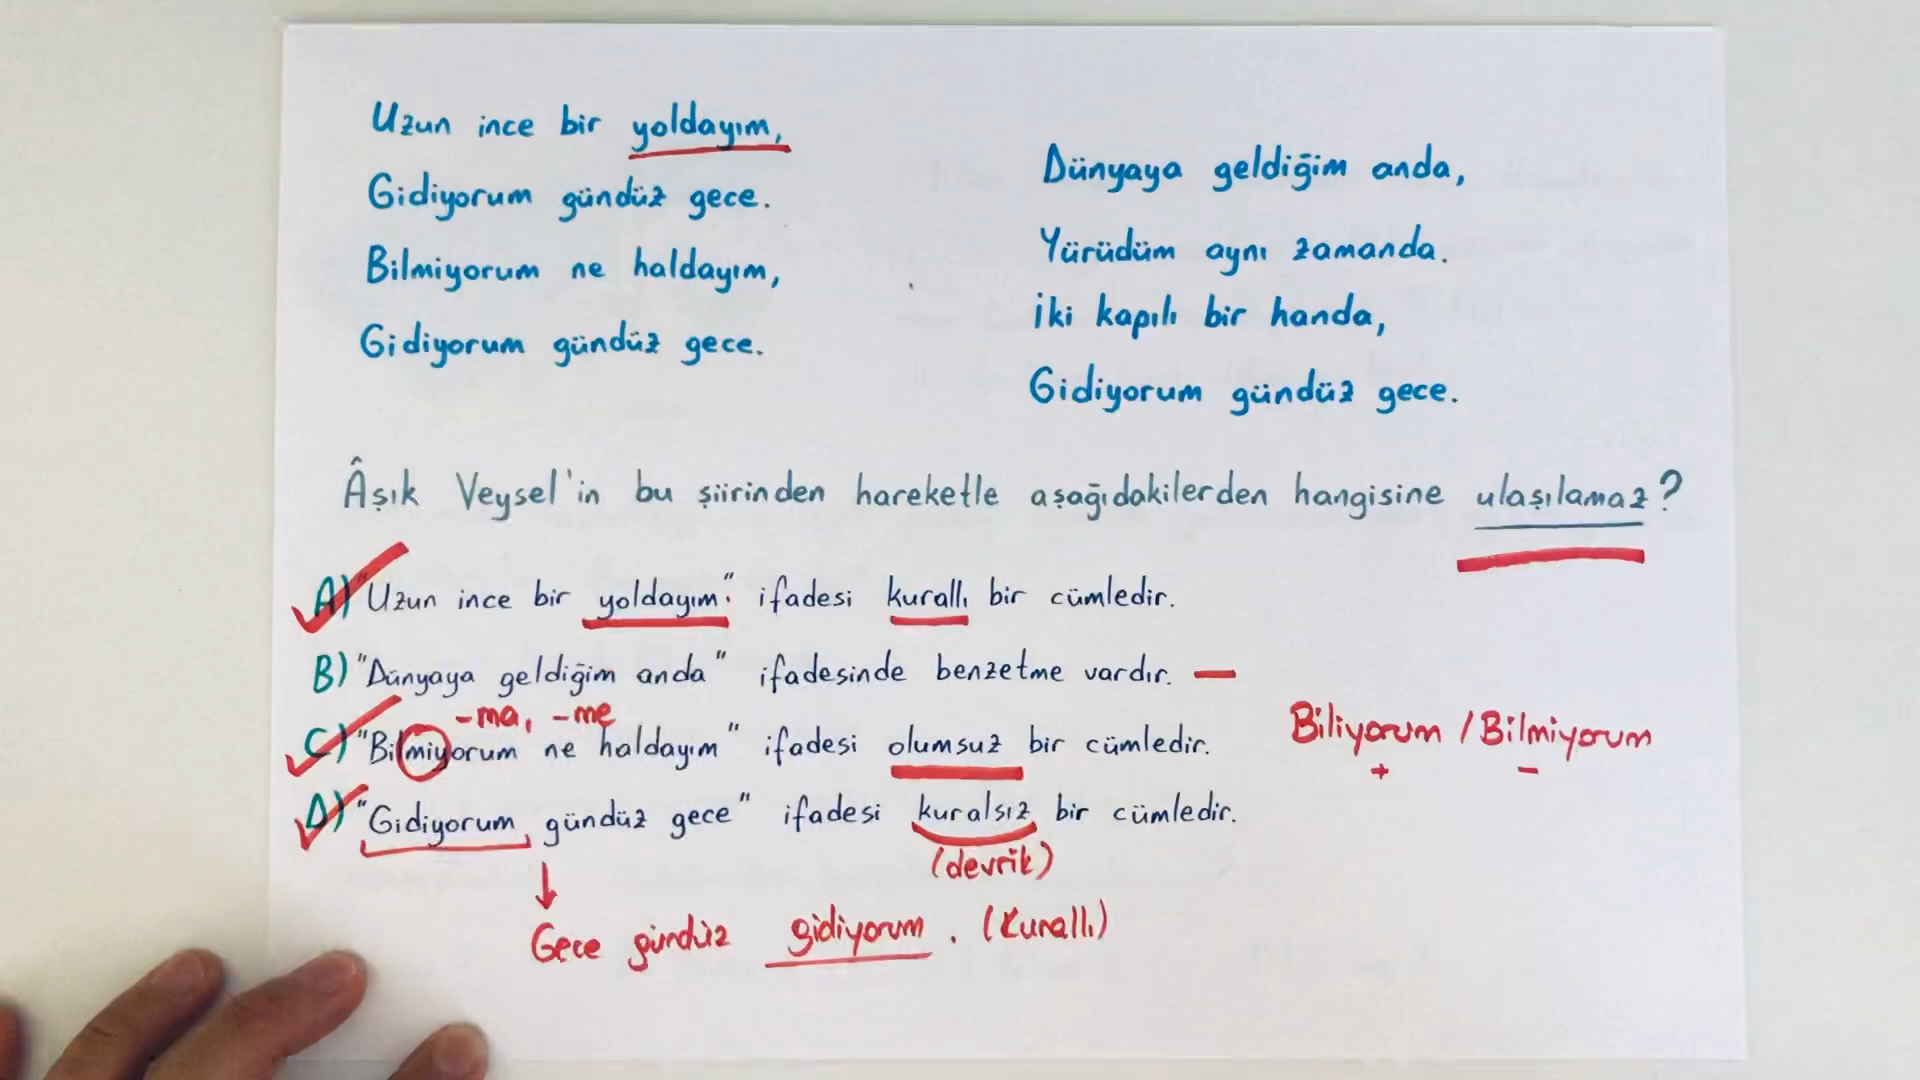 Uzun ince bir yoldayım,
Gidiyorum gündüz gece.
Bilmiyorum ne haldayım,
Gidiyorum gündüz gece.
Dünyaya geldiğim anda,
Yürüdüm aynı zamanda.
İki kapılı bir handa,
Gidiyorum gündüz gece.
Âşık Veysel'in bu şiirinden hareketle aşağıdakilerden hangisine ulaşılamaz?
A) "Uzun ince bir yoldayım." ifadesi kurallı bir cümledir.
B) "Dünyaya geldiğim anda" ifadesinde benzetme vardır. —
-ma, -me
C) "Bilmiyorum ne haldayım" ifadesi olumsuz bir cümledir.
Biliyorum / Bilmiyorum
+ -
D) "Gidiyorum gündüz gece" ifadesi kuralsız bir cümledir.
(devrik)
↓
Gece gündüz gidiyorum. (Kurallı)